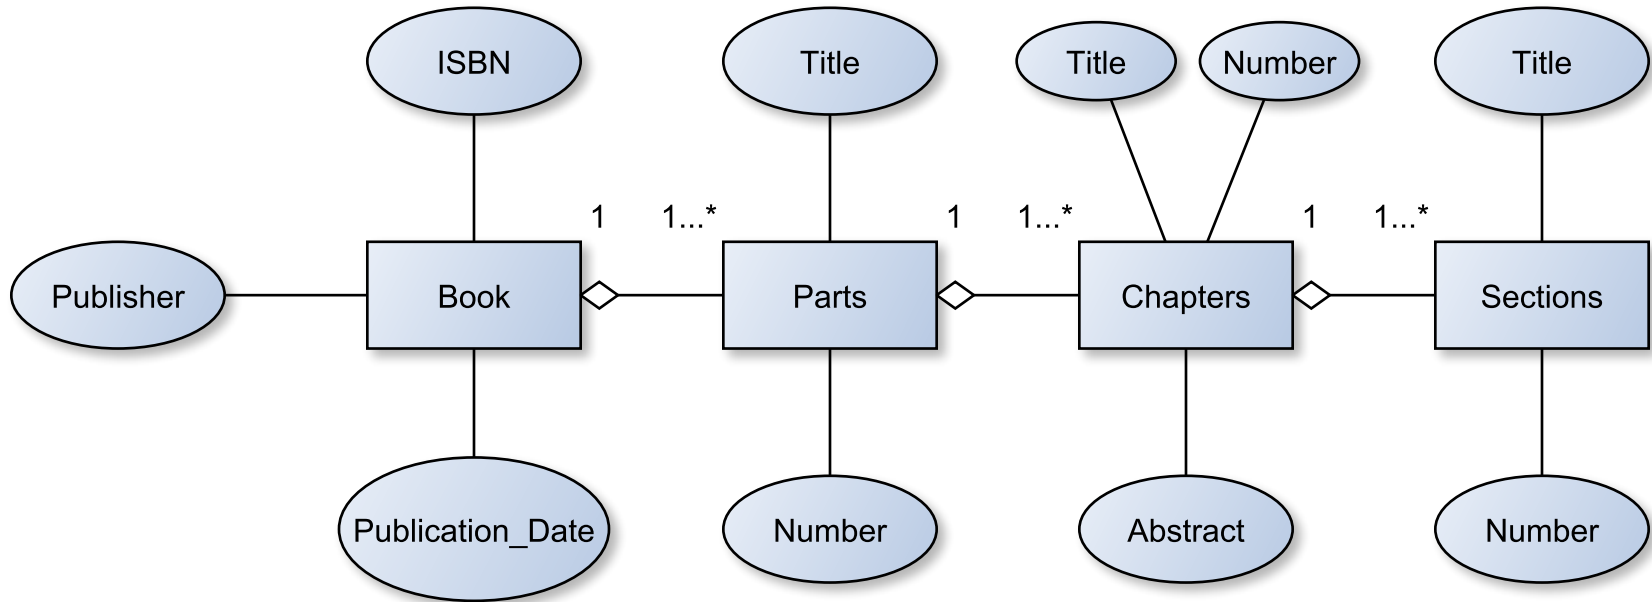 ISBN
Title
Title
Number
Title
1
1...*
1
1...*
1
1...*
Publisher
Book
Parts
Chapters
Sections
Publication_Date
Number
Abstract
Number